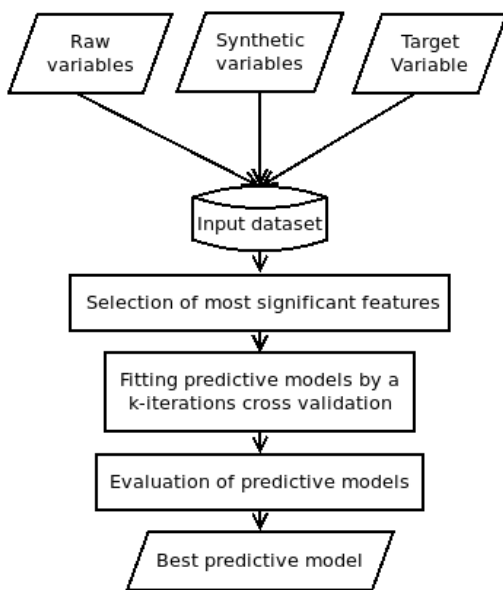 Raw
variables
Synthetic
variables
Target
Variable
Input dataset
Selection of most significant features
Fitting predictive models by a
k-iterations cross validation
Evaluation of predictive models
Best predictive model